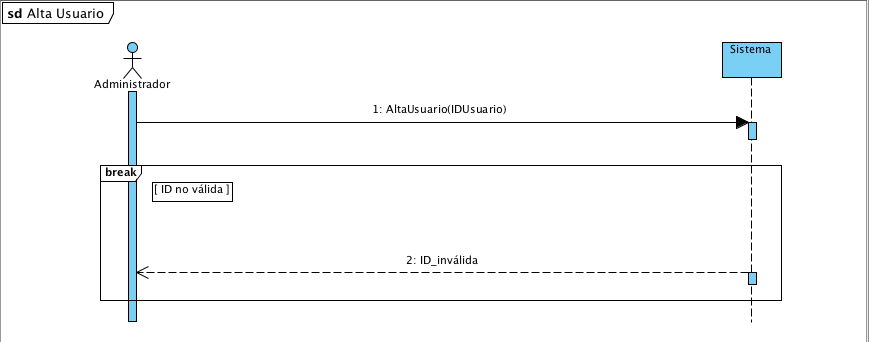 sd Alta Usuario
Sistema
Administrador
1: AltaUsuario(IDUsuario)
break
[ ID no válida ]
2: ID_inválida